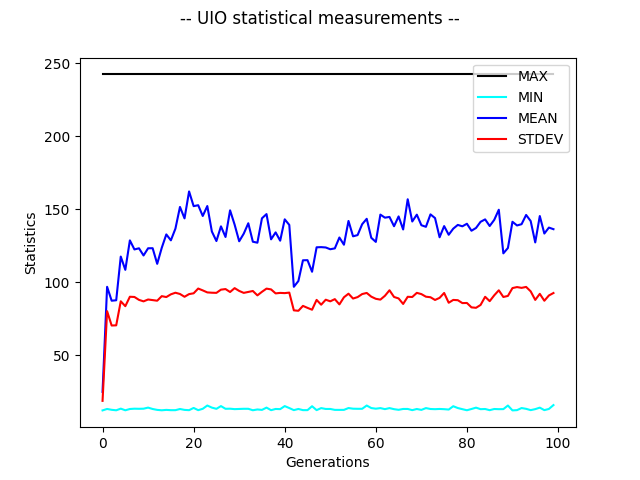 -- UIO statistical measurements --
250
200
150
100
50
Statistics
MAX
MIN
MEAN
STDEV
0 20 40 60 80 100
Generations